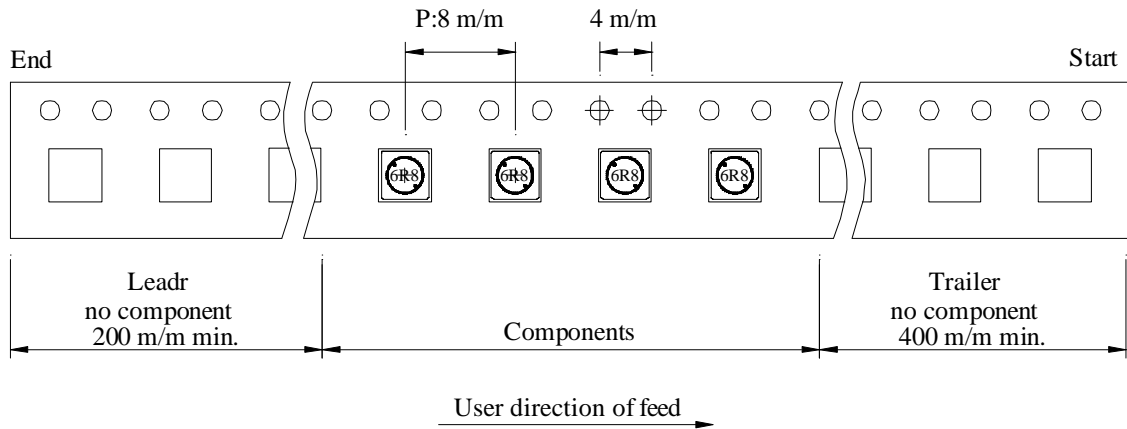 P:8 m/m
4 m/m
End
Start
6R8
6R8
6R8
6R8
Leadr
no component
200 m/m min.
Components
Trailer
no component
400 m/m min.
User direction of feed